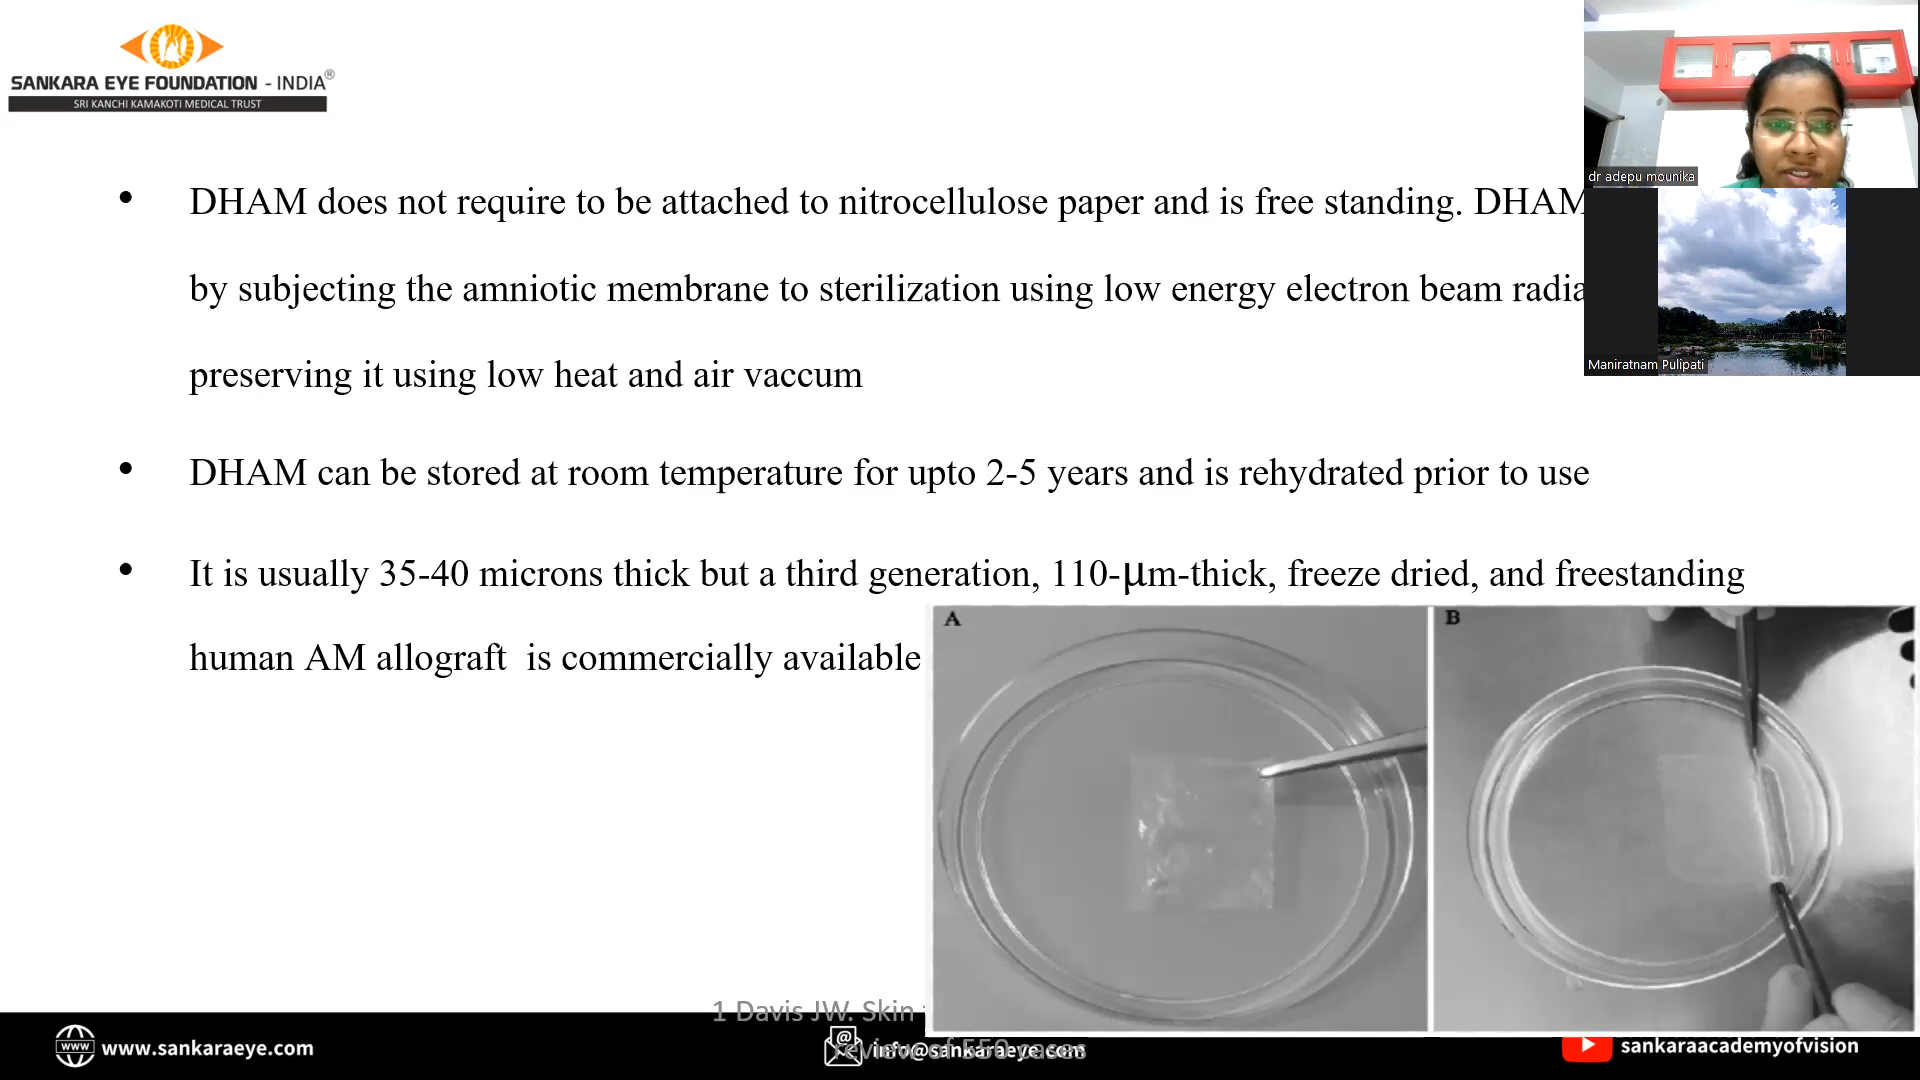 SANKARA EYE FOUNDATION - INDIA®
SRI KANCHI KAMAKOTI MEDICAL TRUST
dr adepu mounika
Maniratnam Pulipati
• DHAM does not require to be attached to nitrocellulose paper and is free standing. DHAM
by subjecting the amniotic membrane to sterilization using low energy electron beam radia
preserving it using low heat and air vaccum
• DHAM can be stored at room temperature for upto 2-5 years and is rehydrated prior to use
• It is usually 35-40 microns thick but a third generation, 110-μm-thick, freeze dried, and freestanding
human AM allograft is commercially available
A
B
1 Davis JW. Skin
review of 550 cases
www
www.sankaraeye.com
@
info@sankaraeye.com
sankaraacademyofvision